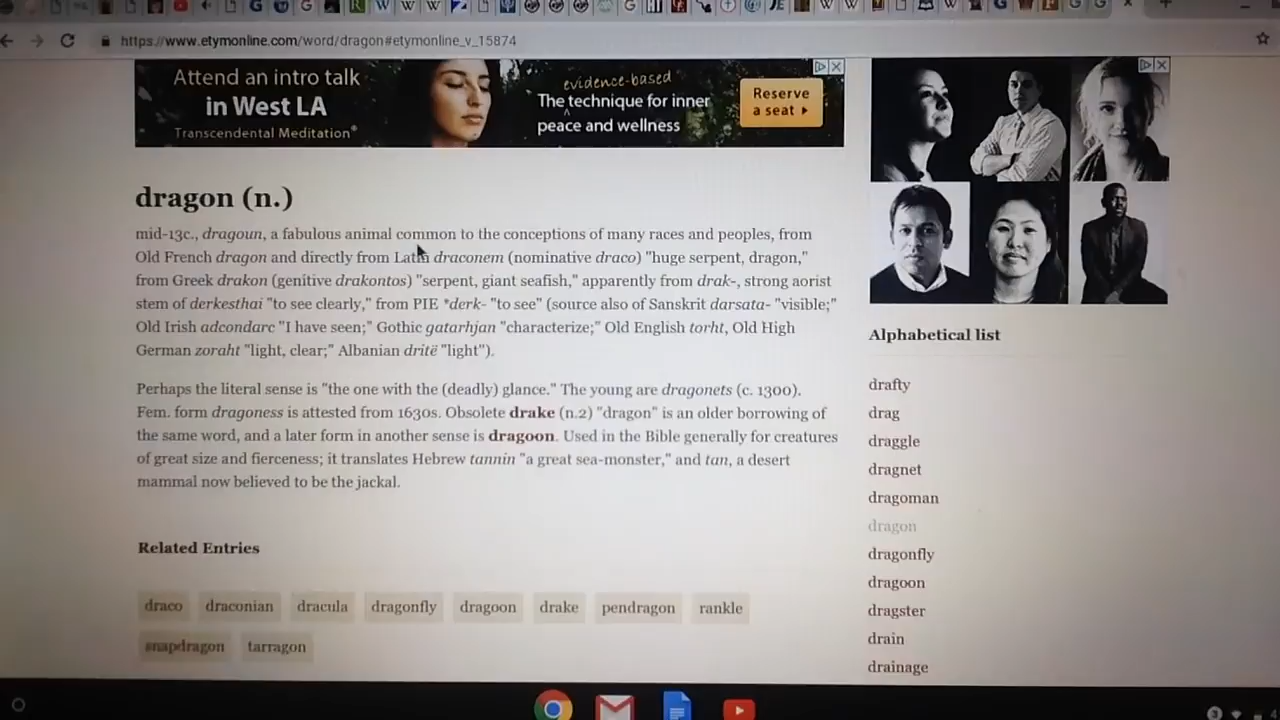 https://www.etymonline.com/word/dragon#etymonline_v_15874
Attend an intro talk
in West LA
Transcendental Meditation®
evidence-based
The ^ technique for inner
peace and wellness
Reserve
a seat
dragon (n.)
mid-13c., dragoun, a fabulous animal common to the conceptions of many races and peoples, from
Old French dragon and directly from Latin draconem (nominative draco) "huge serpent, dragon,"
from Greek drakon (genitive drakontos) "serpent, giant seafish," apparently from drak-, strong aorist
stem of derkesthai "to see clearly," from PIE *derk- "to see" (source also of Sanskrit darsata- "visible;"
Old Irish adcondarc "I have seen;" Gothic gatarhjan "characterize;" Old English torht, Old High
German zoraht "light, clear;" Albanian dritë "light").
Perhaps the literal sense is "the one with the (deadly) glance." The young are dragonets (c. 1300).
Fem. form dragoness is attested from 1630s. Obsolete drake (n.2) "dragon" is an older borrowing of
the same word, and a later form in another sense is dragoon. Used in the Bible generally for creatures
of great size and fierceness; it translates Hebrew tannin "a great sea-monster," and tan, a desert
mammal now believed to be the jackal.
Related Entries
draco draconian dracula dragonfly dragoon drake pendragon rankle
snapdragon tarragon
Alphabetical list
drafty
drag
draggle
dragnet
dragoman
dragon
dragonfly
dragoon
dragster
drain
drainage